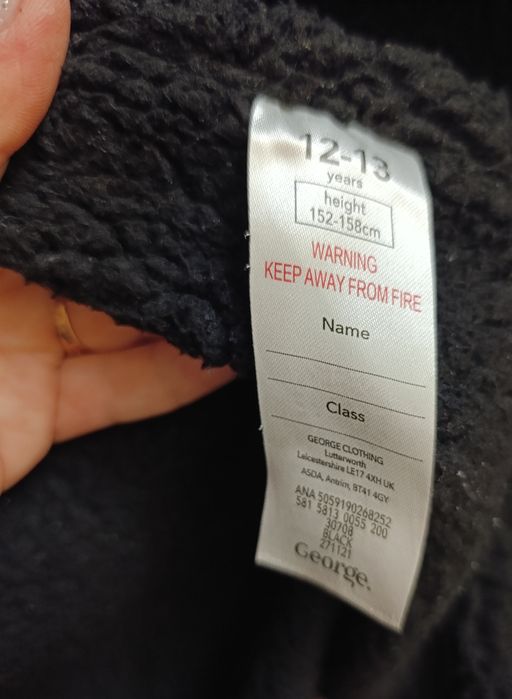 12-13
years
height
152-158cm
WARNING
KEEP AWAY FROM FIRE
Name
Class
GEORGE CLOTHING
Lutterworth
Leicestershire LE17 4XH UK
ASDA, Antrim, BT41 4GY
ANA 5059190268252
581 5813 0055 200
30708
BLACK
271121
George.